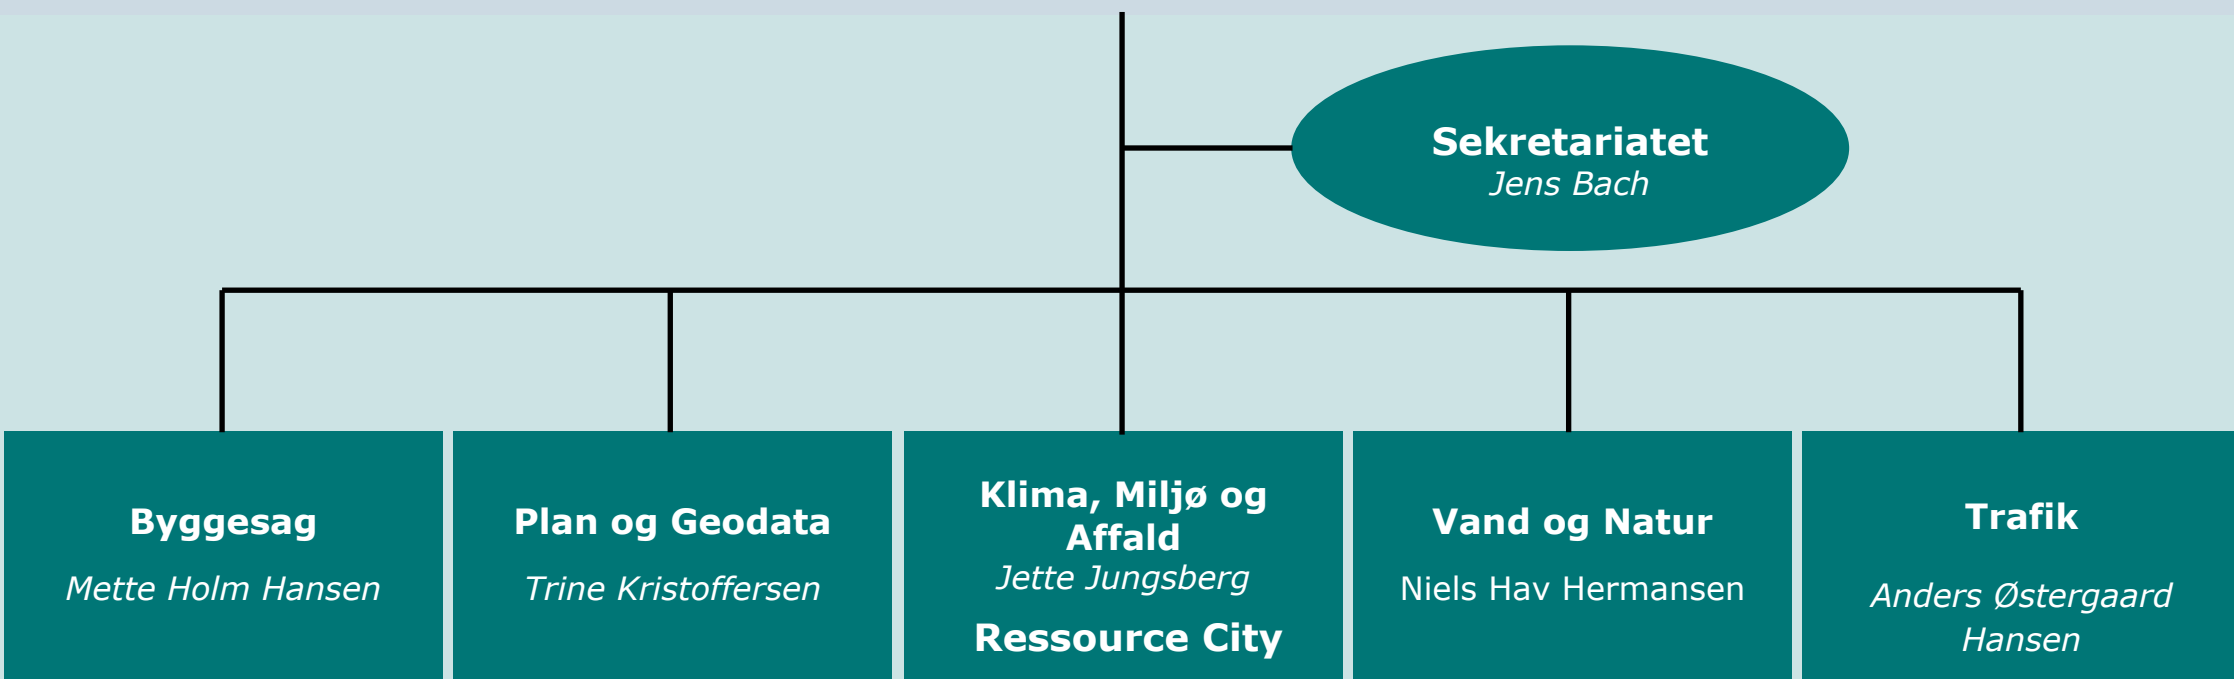 Sekretariatet
Jens Bach
Byggesag
Mette Holm Hansen
Plan og Geodata
Trine Kristoffersen
Klima, Miljø og
Affald
Jette Jungsberg
Ressource City
Vand og Natur
Niels Hav Hermansen
Trafik
Anders Østergaard
Hansen